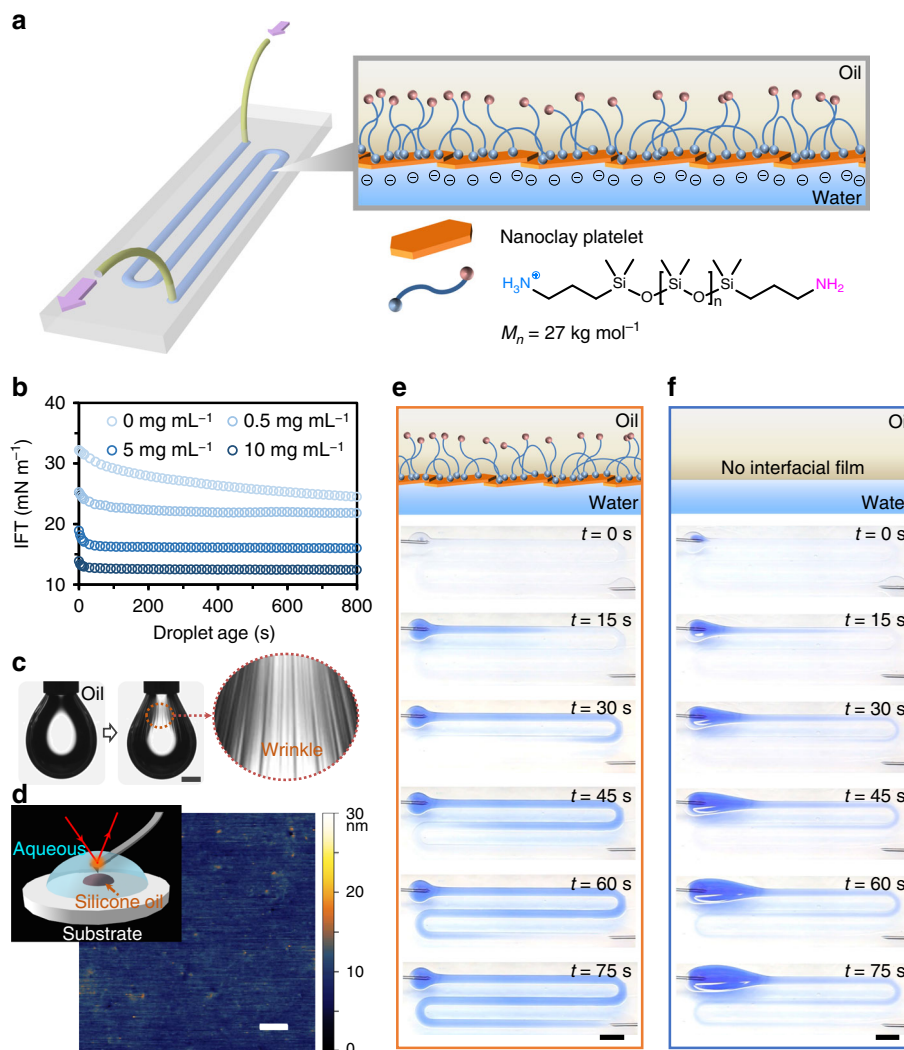 a
Oil
Water
Nanoclay platelet
H₃N⊕
Si
O
Si
O
n
Si
NH₂
Mₙ = 27 kg mol⁻¹
b
40
30
20
10
IFT (mN m⁻¹)
0 mg mL⁻¹
0.5 mg mL⁻¹
5 mg mL⁻¹
10 mg mL⁻¹
0
200
400
600
800
Droplet age (s)
c
Oil
Wrinkle
d
Aqueous
Silicone oil
Substrate
30
nm
20
10
0
e
Oil
Water
t = 0 s
t = 15 s
t = 30 s
t = 45 s
t = 60 s
t = 75 s
f
Oi
No interfacial film
Wate
t = 0 s
t = 15 s
t = 30 s
t = 45 s
t = 60 s
t = 75 s